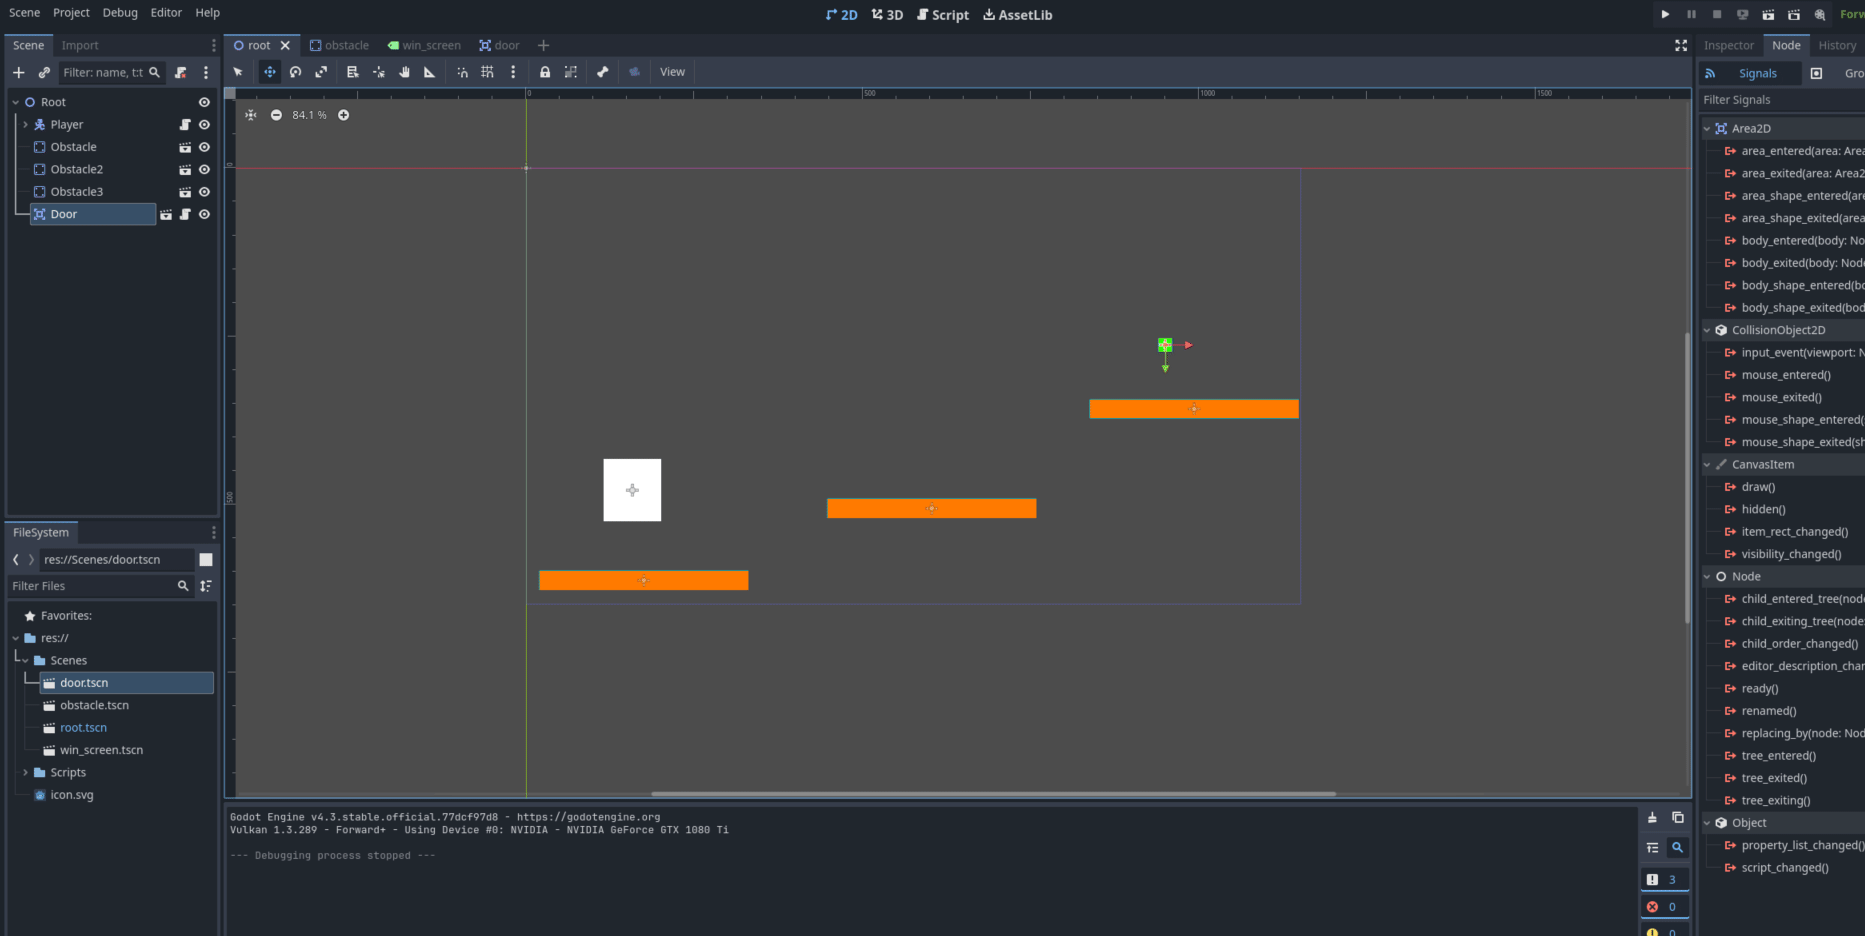 Scene Project Debug Editor Help
2D 3D Script AssetLib
Forw
Scene Import
root obstacle win_screen door
Inspector Node History
Filter: name, t:t
View
Signals Gro
Filter Signals
Root
Player
Obstacle
Obstacle2
Obstacle3
Door
0 500 1000 1500
84.1 %
0
500
Area2D
area_entered(area: Area
area_exited(area: Area2
area_shape_entered(are
area_shape_exited(area
body_entered(body: No
body_exited(body: Node
body_shape_entered(bo
body_shape_exited(bod
CollisionObject2D
input_event(viewport: N
mouse_entered()
mouse_exited()
mouse_shape_entered(
mouse_shape_exited(sh
CanvasItem
draw()
hidden()
item_rect_changed()
visibility_changed()
Node
child_entered_tree(node
child_exiting_tree(node:
child_order_changed()
editor_description_chan
ready()
renamed()
replacing_by(node: Nod
tree_entered()
tree_exited()
tree_exiting()
Object
property_list_changed()
script_changed()
FileSystem
res://Scenes/door.tscn
Filter Files
Favorites:
res://
Scenes
door.tscn
obstacle.tscn
root.tscn
win_screen.tscn
Scripts
icon.svg
Godot Engine v4.3.stable.official.77dcf97d8 - https://godotengine.org
Vulkan 1.3.289 - Forward+ - Using Device #0: NVIDIA - NVIDIA GeForce GTX 1080 Ti
--- Debugging process stopped ---
3
0
0